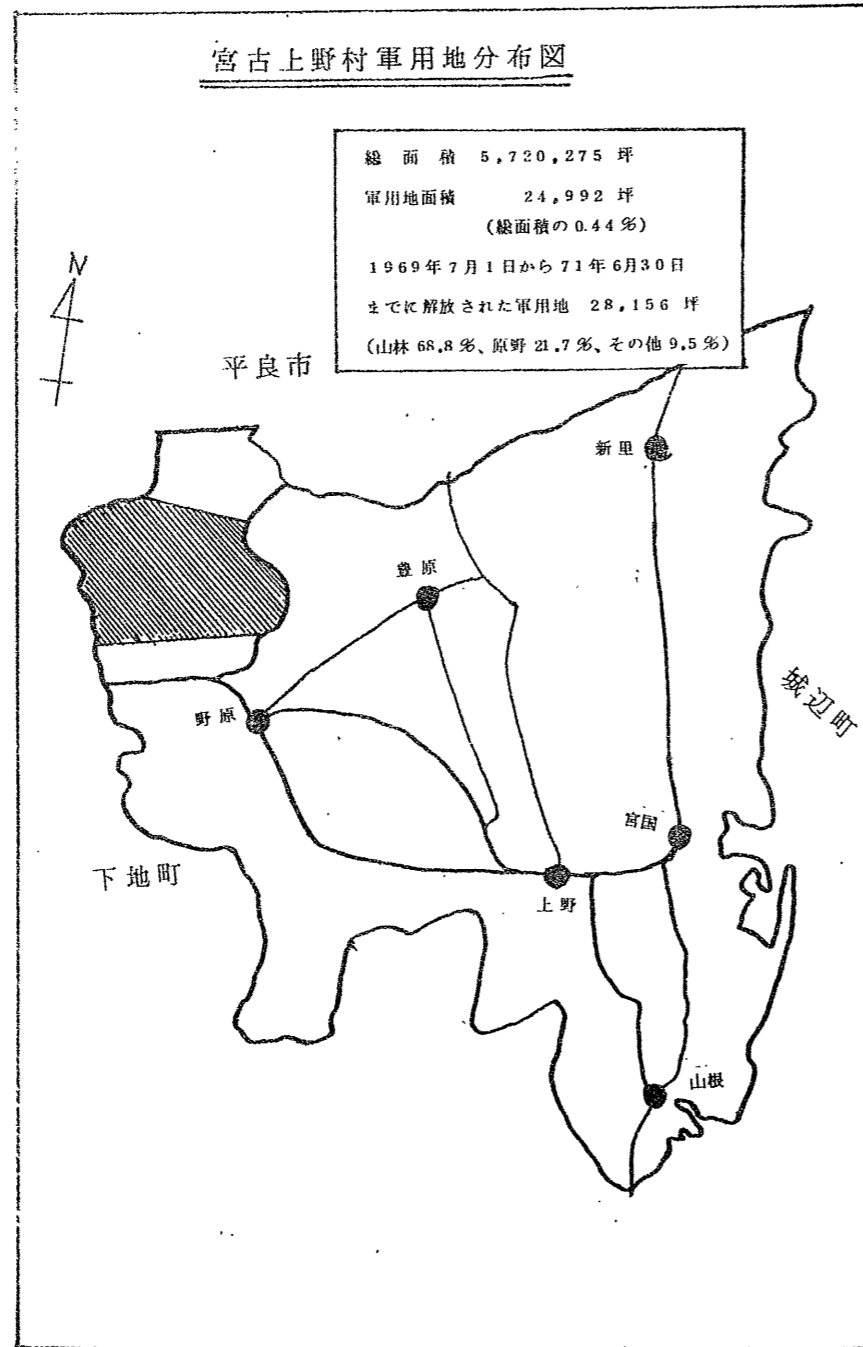 宮古上野村軍用地分布図
総面積 5,720,275 坪
軍用地面積 24,992 坪
(総面積の 0.44 %)
1969年7月1日から71年6月30日
までに解放された軍用地 28,156 坪
(山林 68.8 %、原野 21.7 %、その他 9.5 %)
N
平良市
新里
豊原
城辺町
野原
宮国
下地町
上野
山根